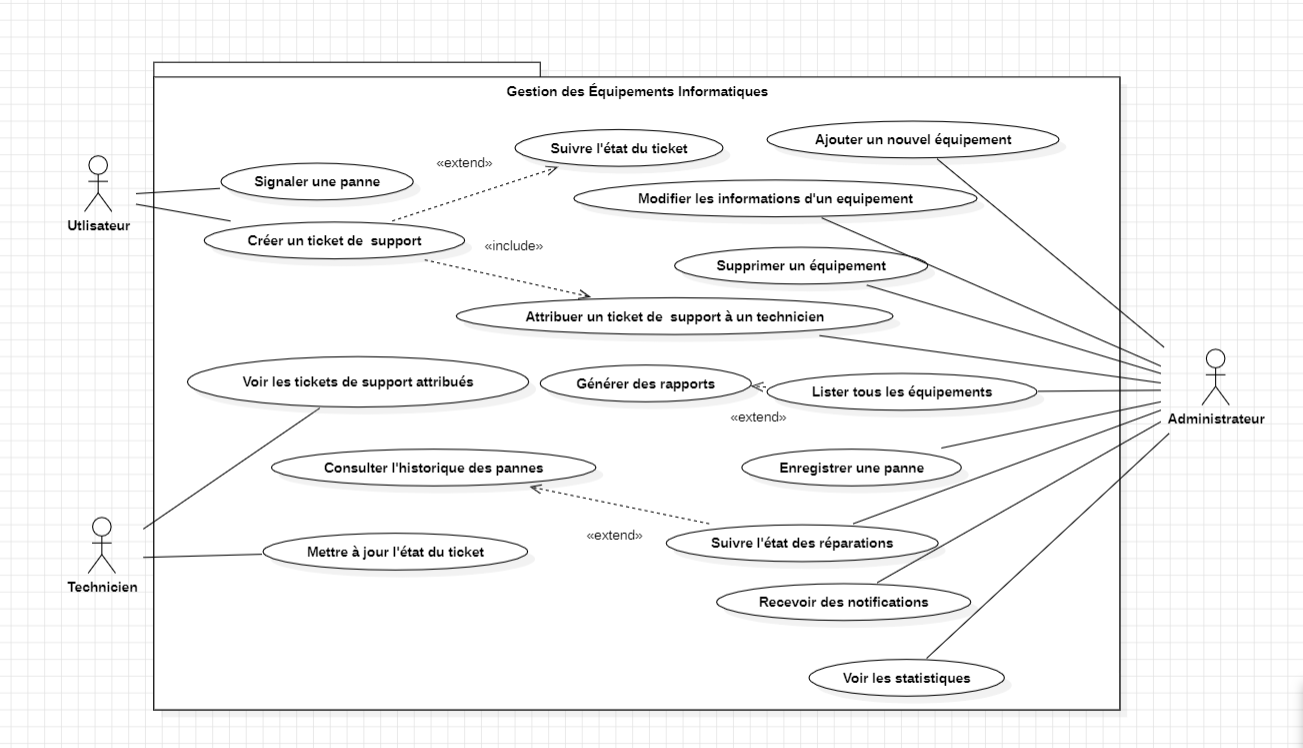 Gestion des Équipements Informatiques
Ajouter un nouvel équipement
Suivre l'état du ticket
«extend»
Signaler une panne
Modifier les informations d'un equipement
Utlisateur
Créer un ticket de  support
«include»
Supprimer un équipement
Attribuer un ticket de  support à un technicien
Voir les tickets de support attribués
Générer des rapports
Lister tous les équipements
«extend»
Administrateur
Consulter l'historique des pannes
Enregistrer une panne
«extend»
Suivre l'état des réparations
Mettre à jour l'état du ticket
Technicien
Recevoir des notifications
Voir les statistiques